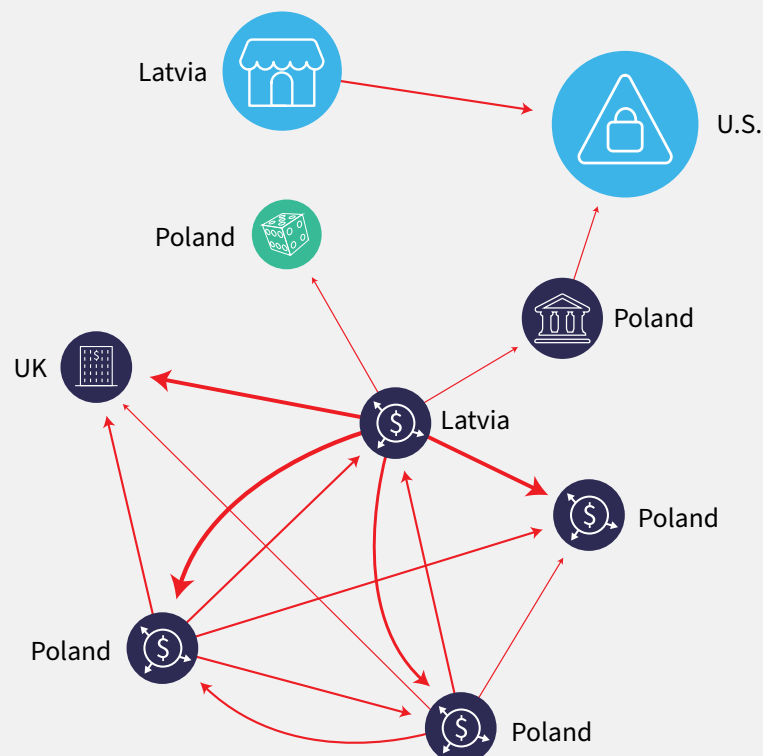 Latvia
U.S.
Poland
Poland
UK
$
Latvia
$
Poland
$
Poland
$
Poland
$